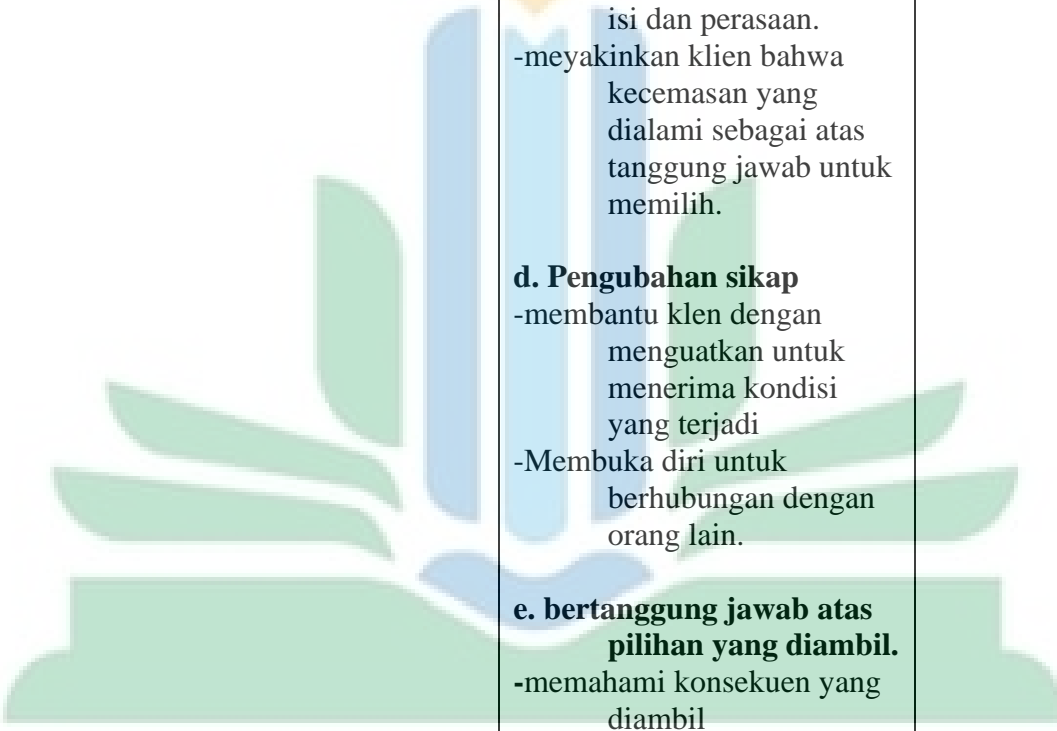 isi dan perasaan.
-meyakinkan klien bahwa
kecemasan yang
dialami sebagai atas
tanggung jawab untuk
memilih.
d. Pengubahan sikap
-membantu klen dengan
menguatkan untuk
menerima kondisi
yang terjadi
-Membuka diri untuk
berhubungan dengan
orang lain.
e. bertanggung jawab atas
pilihan yang diambil.
-memahami konsekuen yang
diambil